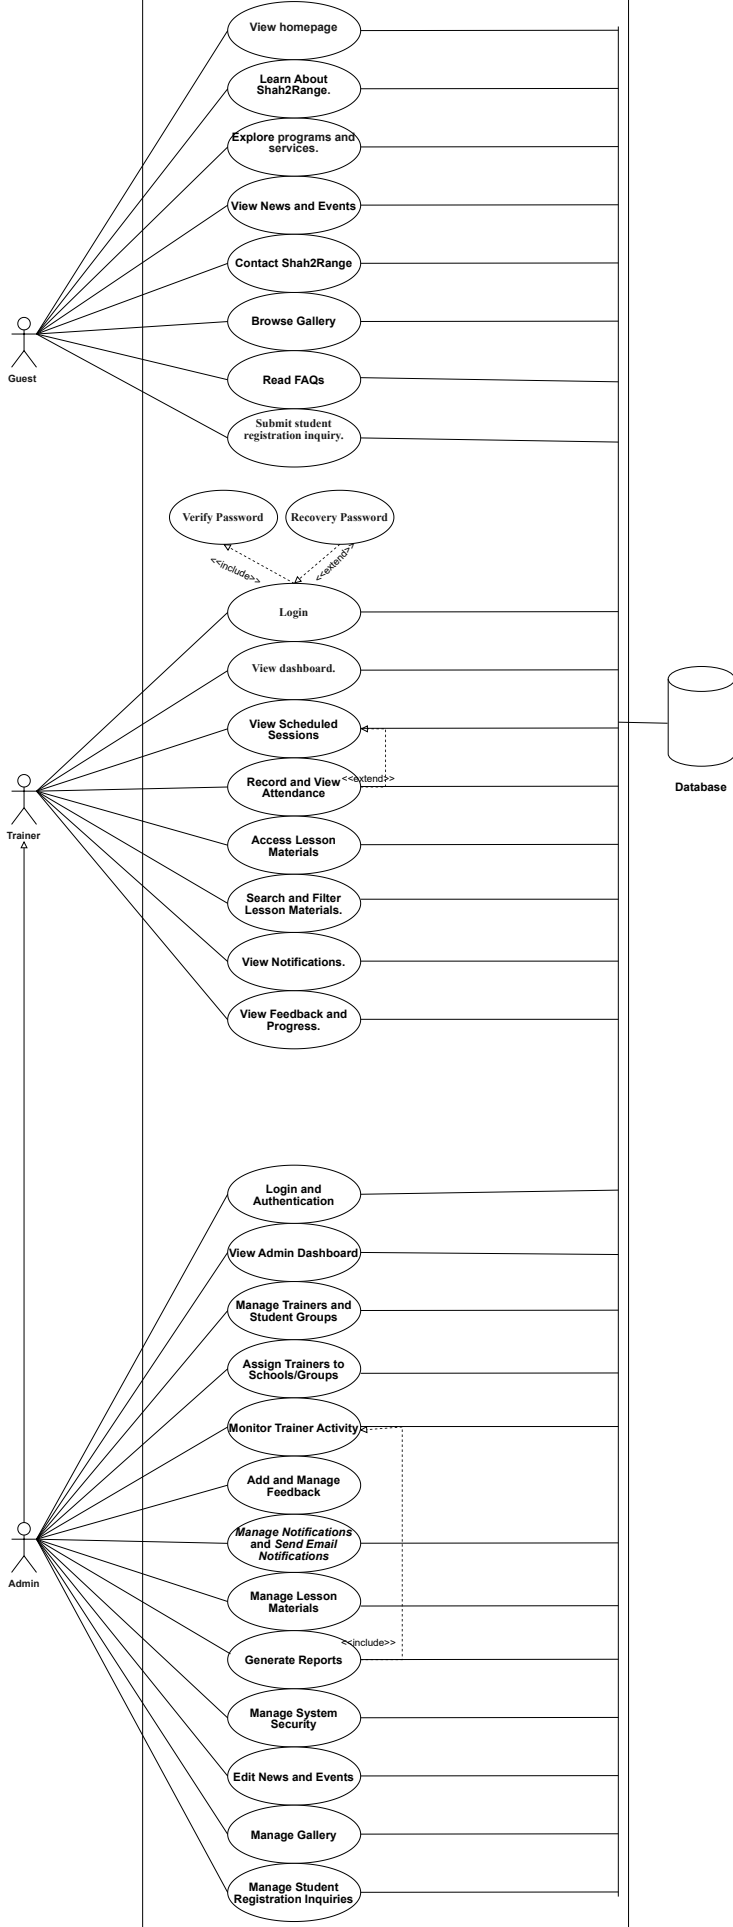 View homepage
Learn About
Shah2Range.
Explore programs and
services.
View News and Events
Contact Shah2Range
Browse Gallery
Guest
Read FAQs
Submit student
registration inquiry.
Verify Password
Recovery Password
<<include>>
<<extend>>
Login
View dashboard.
View Scheduled
Sessions
<<extend>>
Record and View
Attendance
Database
Trainer
Access Lesson
Materials
Search and Filter
Lesson Materials.
View Notifications.
View Feedback and
Progress.
Login and
Authentication
View Admin Dashboard
Manage Trainers and
Student Groups
Assign Trainers to
Schools/Groups
Monitor Trainer Activity
Add and Manage
Feedback
Manage Notifications
and Send Email
Notifications
Admin
Manage Lesson
Materials
<<include>>
Generate Reports
Manage System
Security
Edit News and Events
Manage Gallery
Manage Student
Registration Inquiries